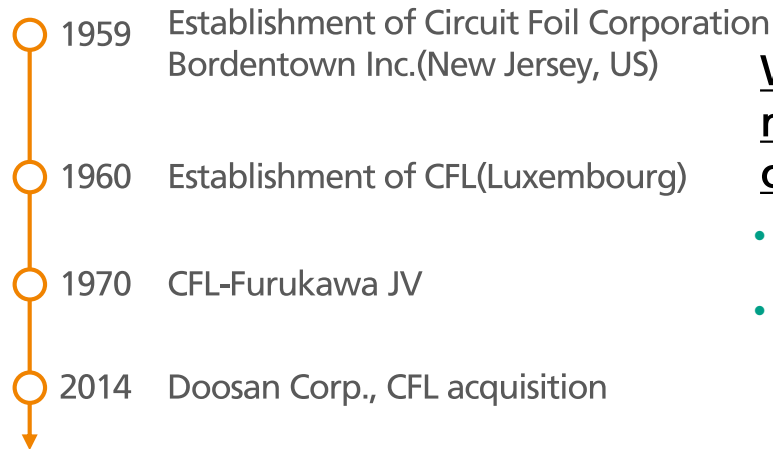 1959 Establishment of Circuit Foil Corporation
Bordentown Inc.(New Jersey, US)
1960 Establishment of CFL(Luxembourg)
1970 CFL-Furukawa JV
2014 Doosan Corp., CFL acquisition